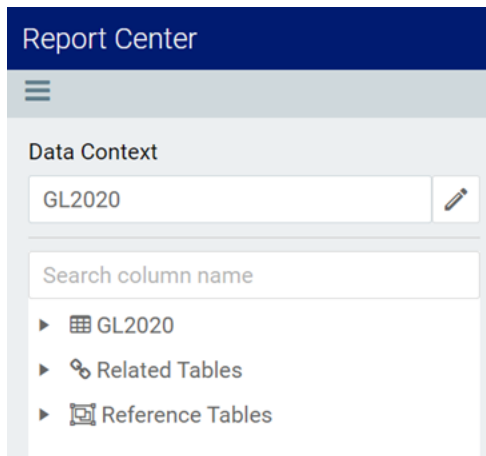 Report Center
Data Context
GL2020
Search column name
GL2020
Related Tables
Reference Tables